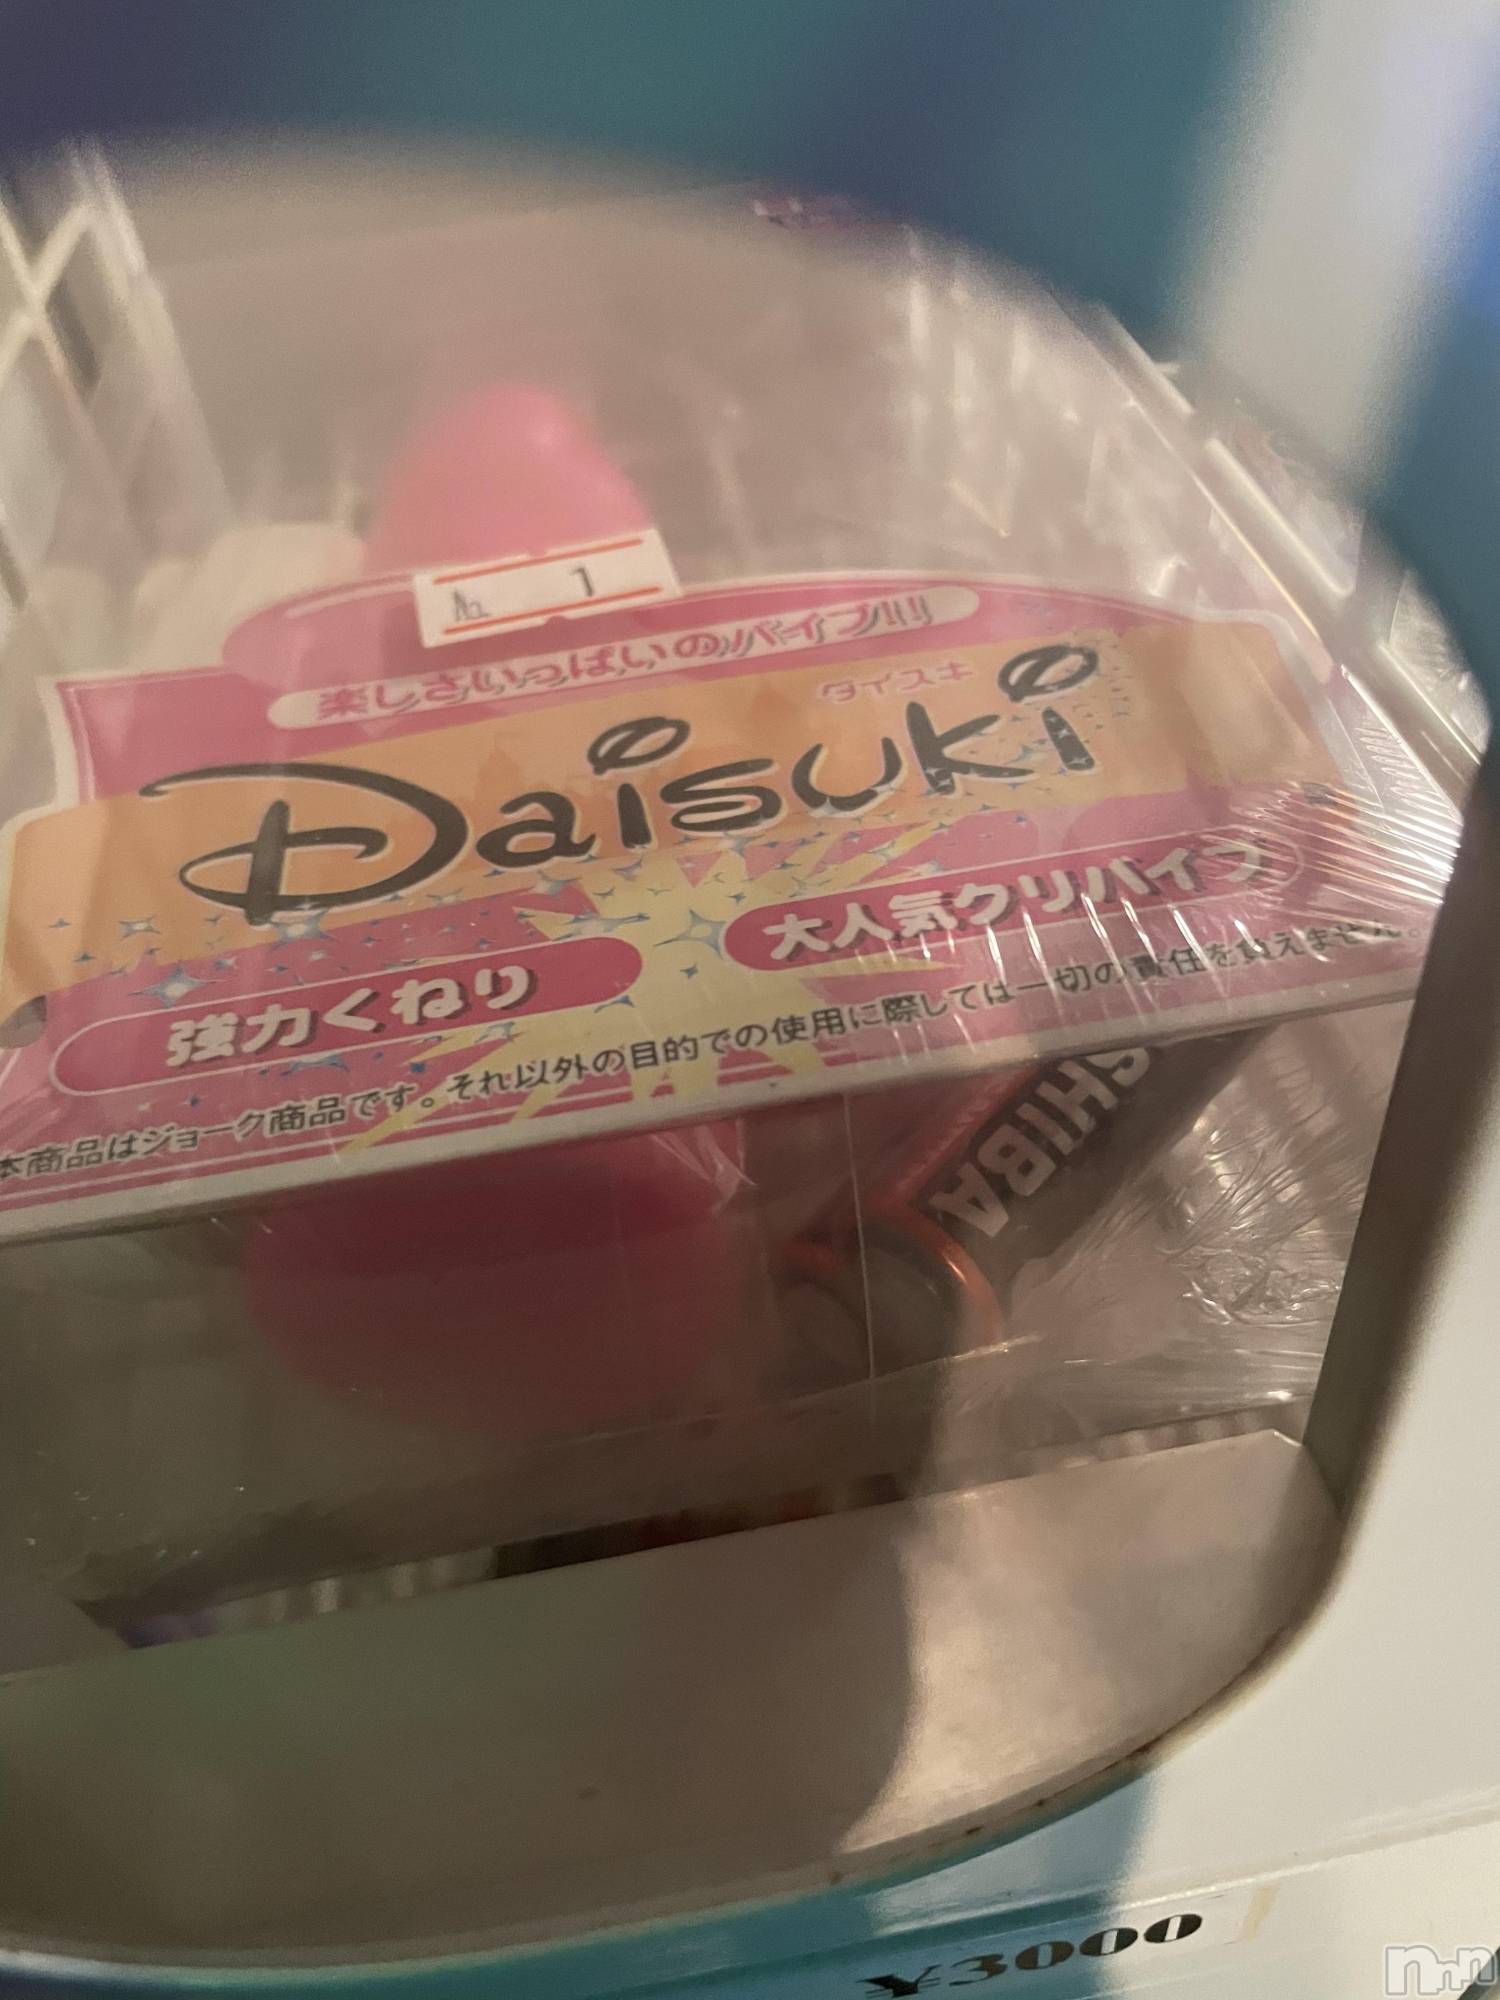 № 1
楽しさいっぱいのバイブ!!!
ダイスキ
Daisuki
大人気クリバイブ
強力くねり
本商品はジョーク商品です。それ以外の目的での使用に際しては一切の責任を負えません。
SHIBA
¥3000
nnn